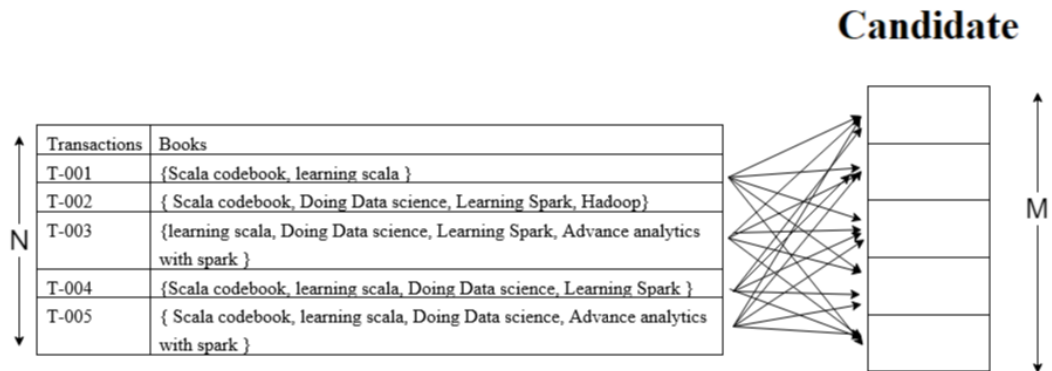 Candidate
Transactions Books
T-001 {Scala codebook, learning scala }
T-002 { Scala codebook, Doing Data science, Learning Spark, Hadoop}
T-003 {learning scala, Doing Data science, Learning Spark, Advance analytics
with spark }
T-004 {Scala codebook, learning scala, Doing Data science, Learning Spark }
T-005 { Scala codebook, learning scala, Doing Data science, Advance analytics
with spark }
N
M